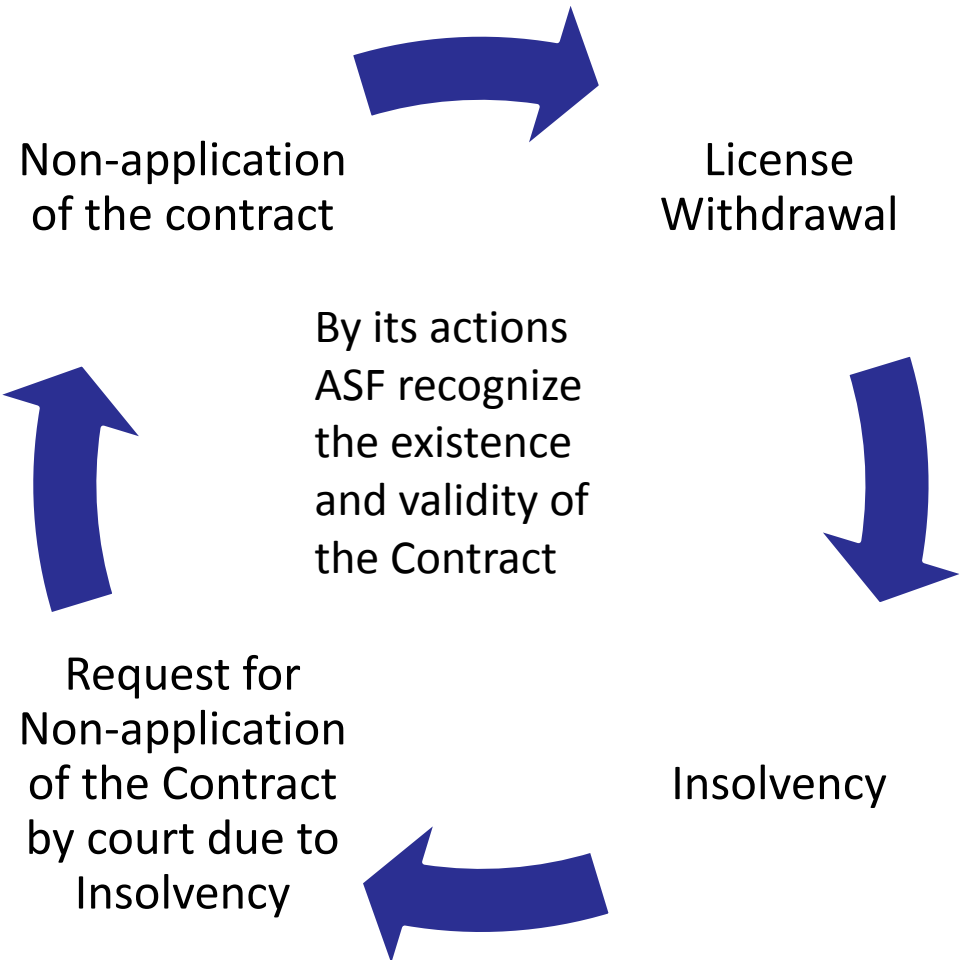 Non-application
of the contract
License
Withdrawal
By its actions
ASF recognize
the existence
and validity of
the Contract
Request for
Non-application
of the Contract
by court due to
Insolvency
Insolvency